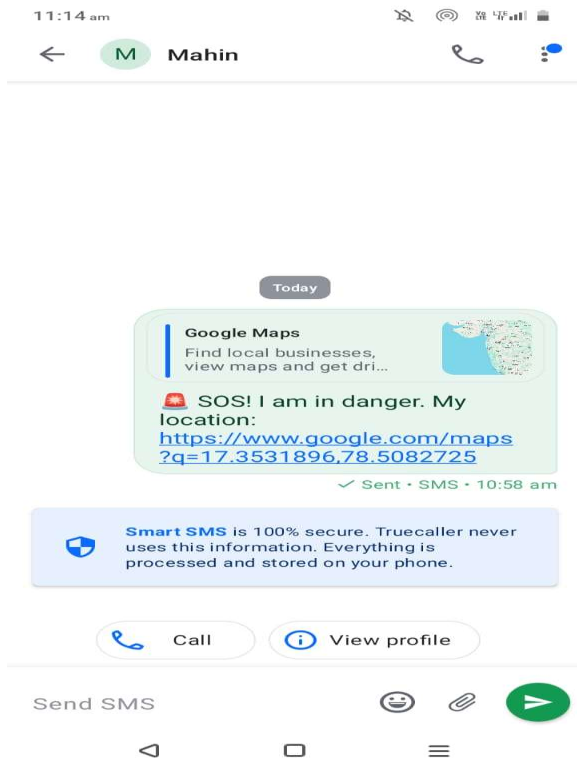 11:14 am
Vo LTE LTE
M Mahin
Today
Google Maps
Find local businesses,
view maps and get dri...
🚨 SOS! I am in danger. My
location:
https://www.google.com/maps
?q=17.3531896,78.5082725
✓ Sent • SMS • 10:58 am
Smart SMS is 100% secure. Truecaller never
uses this information. Everything is
processed and stored on your phone.
Call
View profile
Send SMS